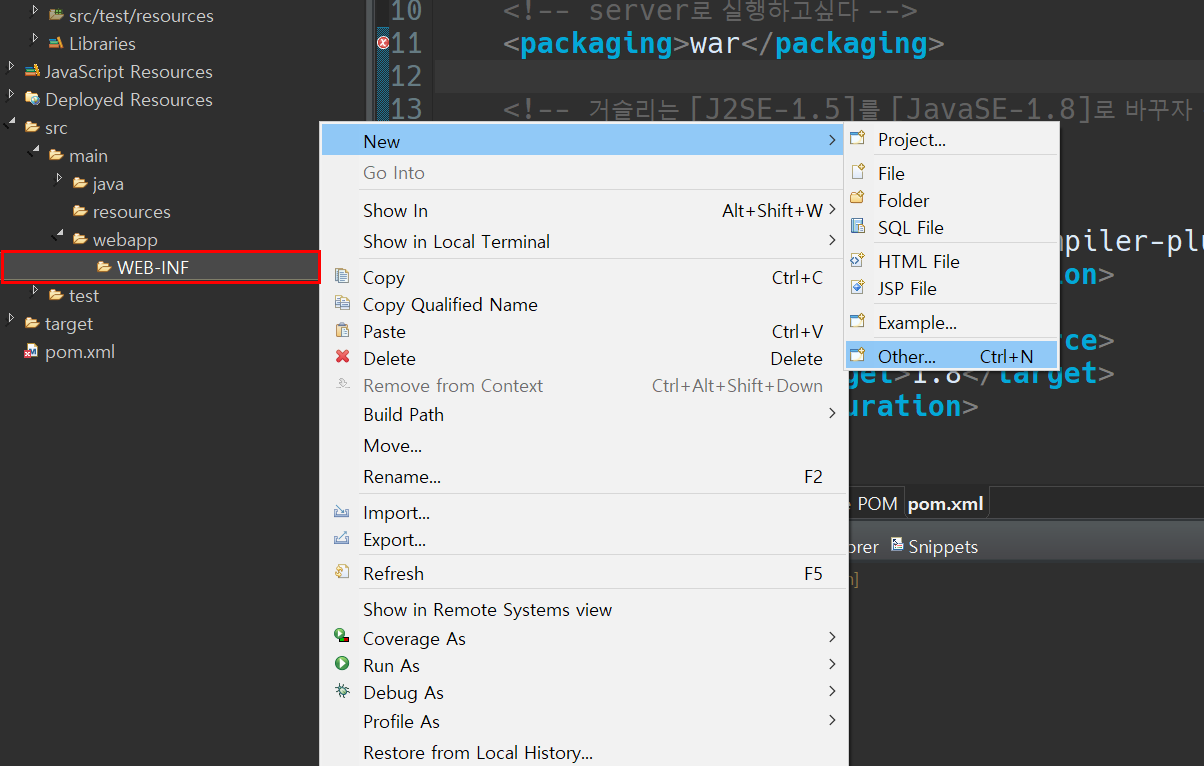 src/test/resources
Libraries
JavaScript Resources
Deployed Resources
src
main
java
resources
webapp
WEB-INF
test
target
pom.xml
10 <!-- server로 실행하고싶다 -->
11 <packaging>war</packaging>
12
13 <!-- 거슬리는 [J2SE-1.5]를 [JavaSE-1.8]로 바꾸자
New
Go Into
Show In Alt+Shift+W
Show in Local Terminal
Copy Ctrl+C
Copy Qualified Name
Paste Ctrl+V
Delete Delete
Remove from Context Ctrl+Alt+Shift+Down
Build Path
Move...
Rename... F2
Import...
Export...
Refresh F5
Show in Remote Systems view
Coverage As
Run As
Debug As
Profile As
Restore from Local History...
Project...
File
Folder
SQL File
HTML File
JSP File
Example...
Other... Ctrl+N
mpiler-plu
on>
ce>
get>1.8</target>
uration>
POM pom.xml
orer Snippets